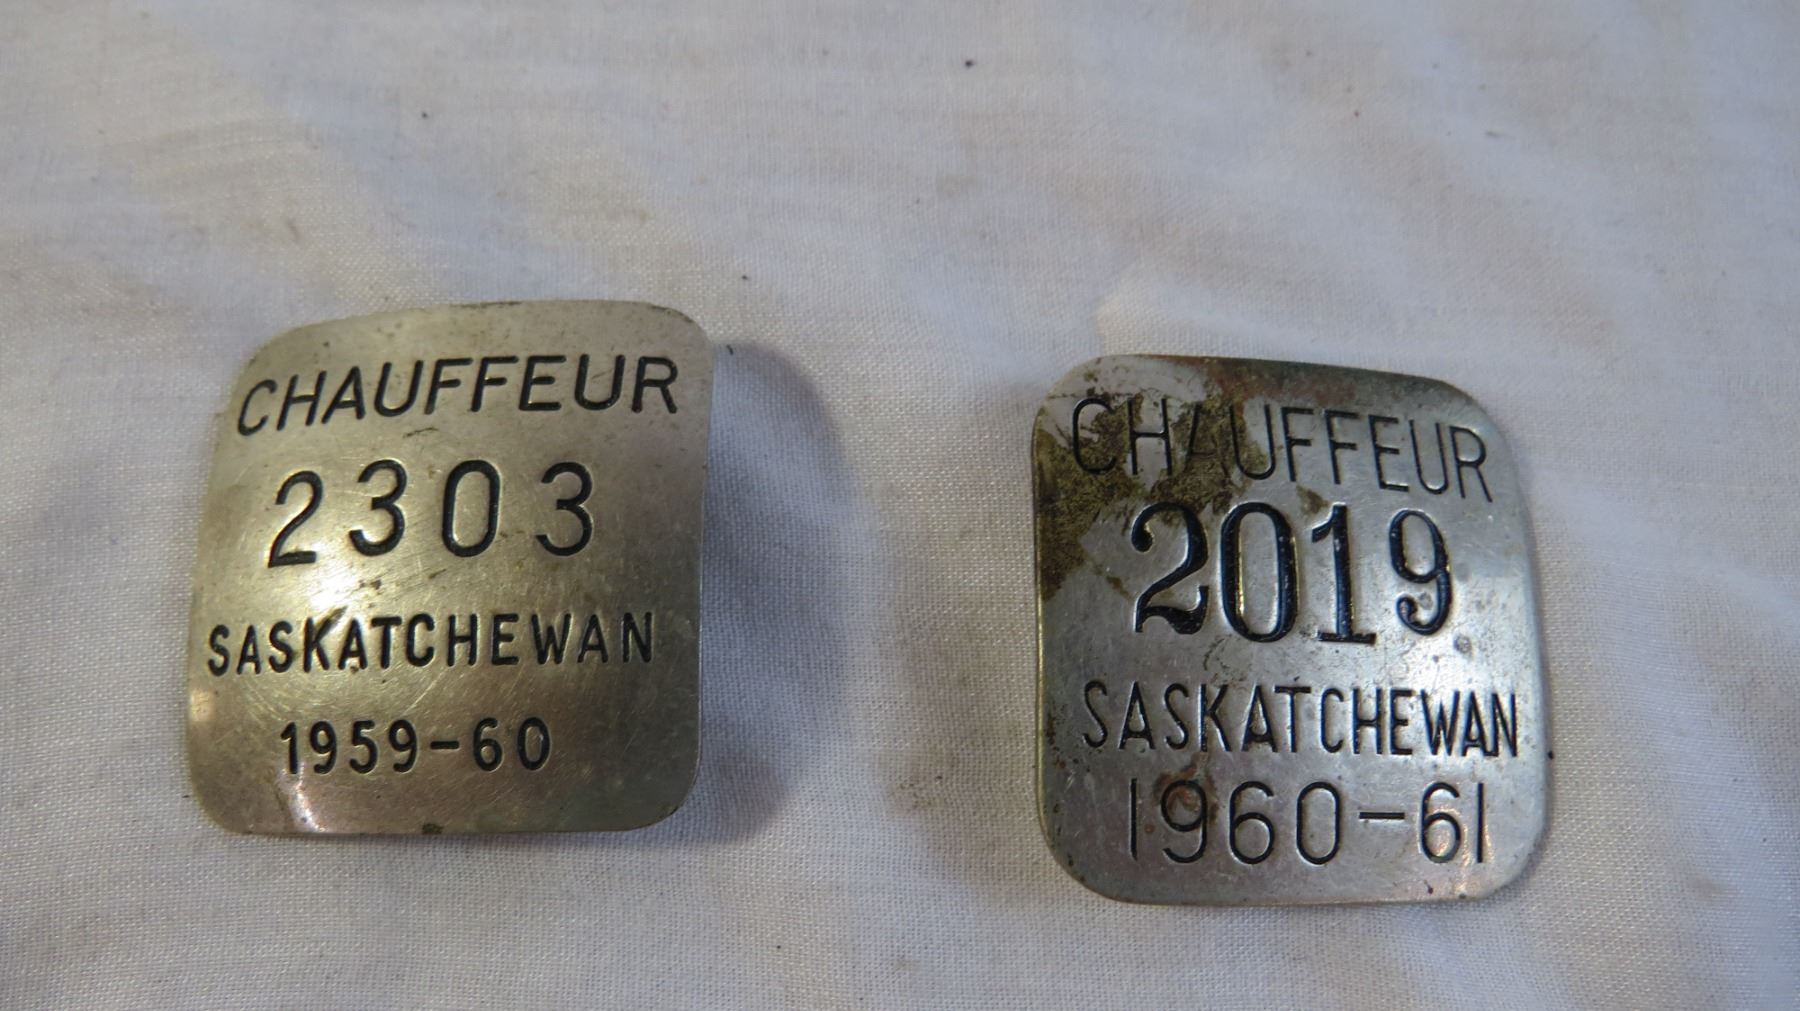 CHAUFFEUR
2303
SASKATCHEWAN
1959-60
CHAUFFEUR
2019
SASKATCHEWAN
1960-61